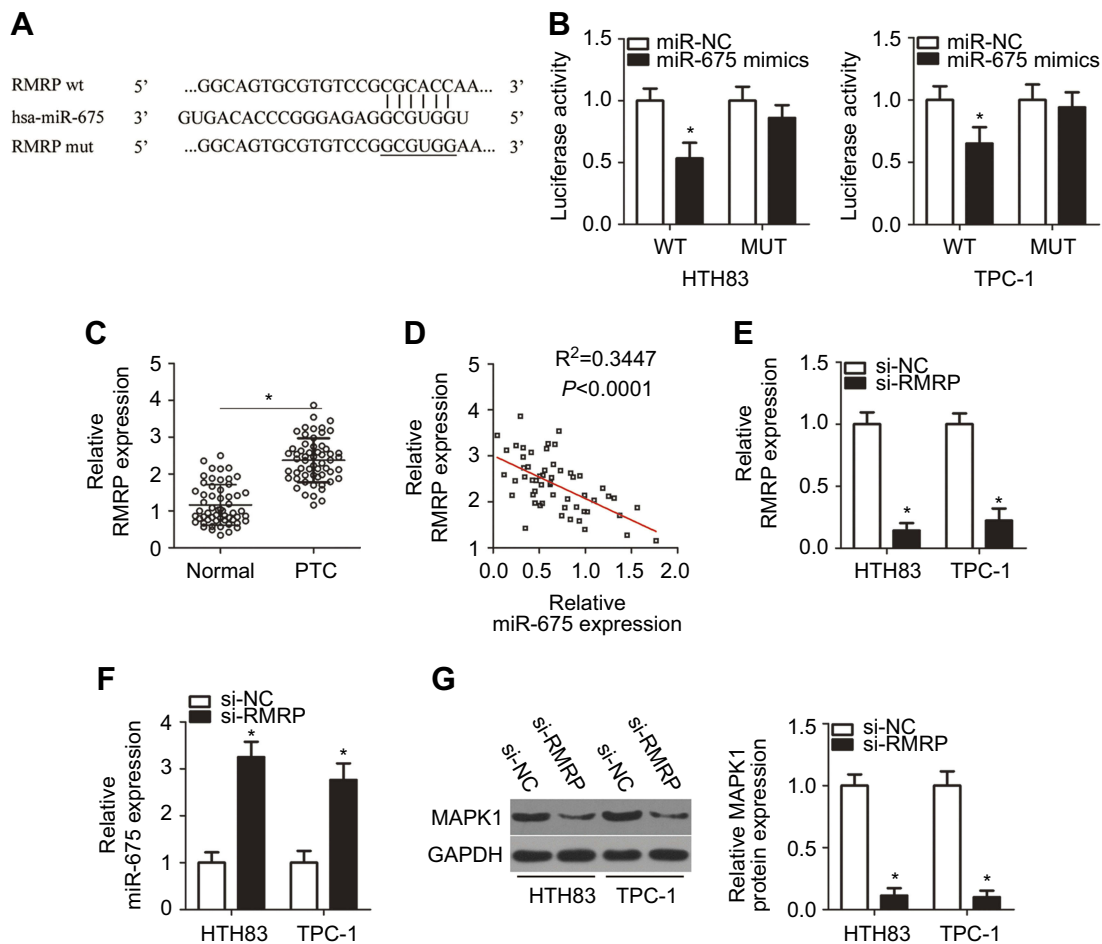 A
RMRP wt 5’ ...GGCAGTGCGTGTCCGCGCACCAA... 3’
hsa-miR-675 3’ GUGACACCCGGGAGAGGCGUGGU 5’
RMRP mut 5’ ...GGCAGTGCGTGTCCGGCGUGGAA... 3’
B
Luciferase activity
1.5
1.0
0.5
0.0
miR-NC
miR-675 mimics
*
WT MUT
HTH83
Luciferase activity
1.5
1.0
0.5
0.0
miR-NC
miR-675 mimics
*
WT MUT
TPC-1
C
Relative
RMRP expression
5
4
3
2
1
0
*
Normal PTC
D
Relative
RMRP expression
5
4
3
2
1
R²=0.3447
P<0.0001
0.0 0.5 1.0 1.5 2.0
Relative
miR-675 expression
E
Relative
RMRP expression
1.5
1.0
0.5
0.0
si-NC
si-RMRP
* *
HTH83 TPC-1
F
Relative
miR-675 expression
4
3
2
1
0
si-NC
si-RMRP
* *
HTH83 TPC-1
G
si-NC si-RMRP si-NC si-RMRP
MAPK1
GAPDH
HTH83 TPC-1
Relative MAPK1
protein expression
1.5
1.0
0.5
0.0
si-NC
si-RMRP
* *
HTH83 TPC-1